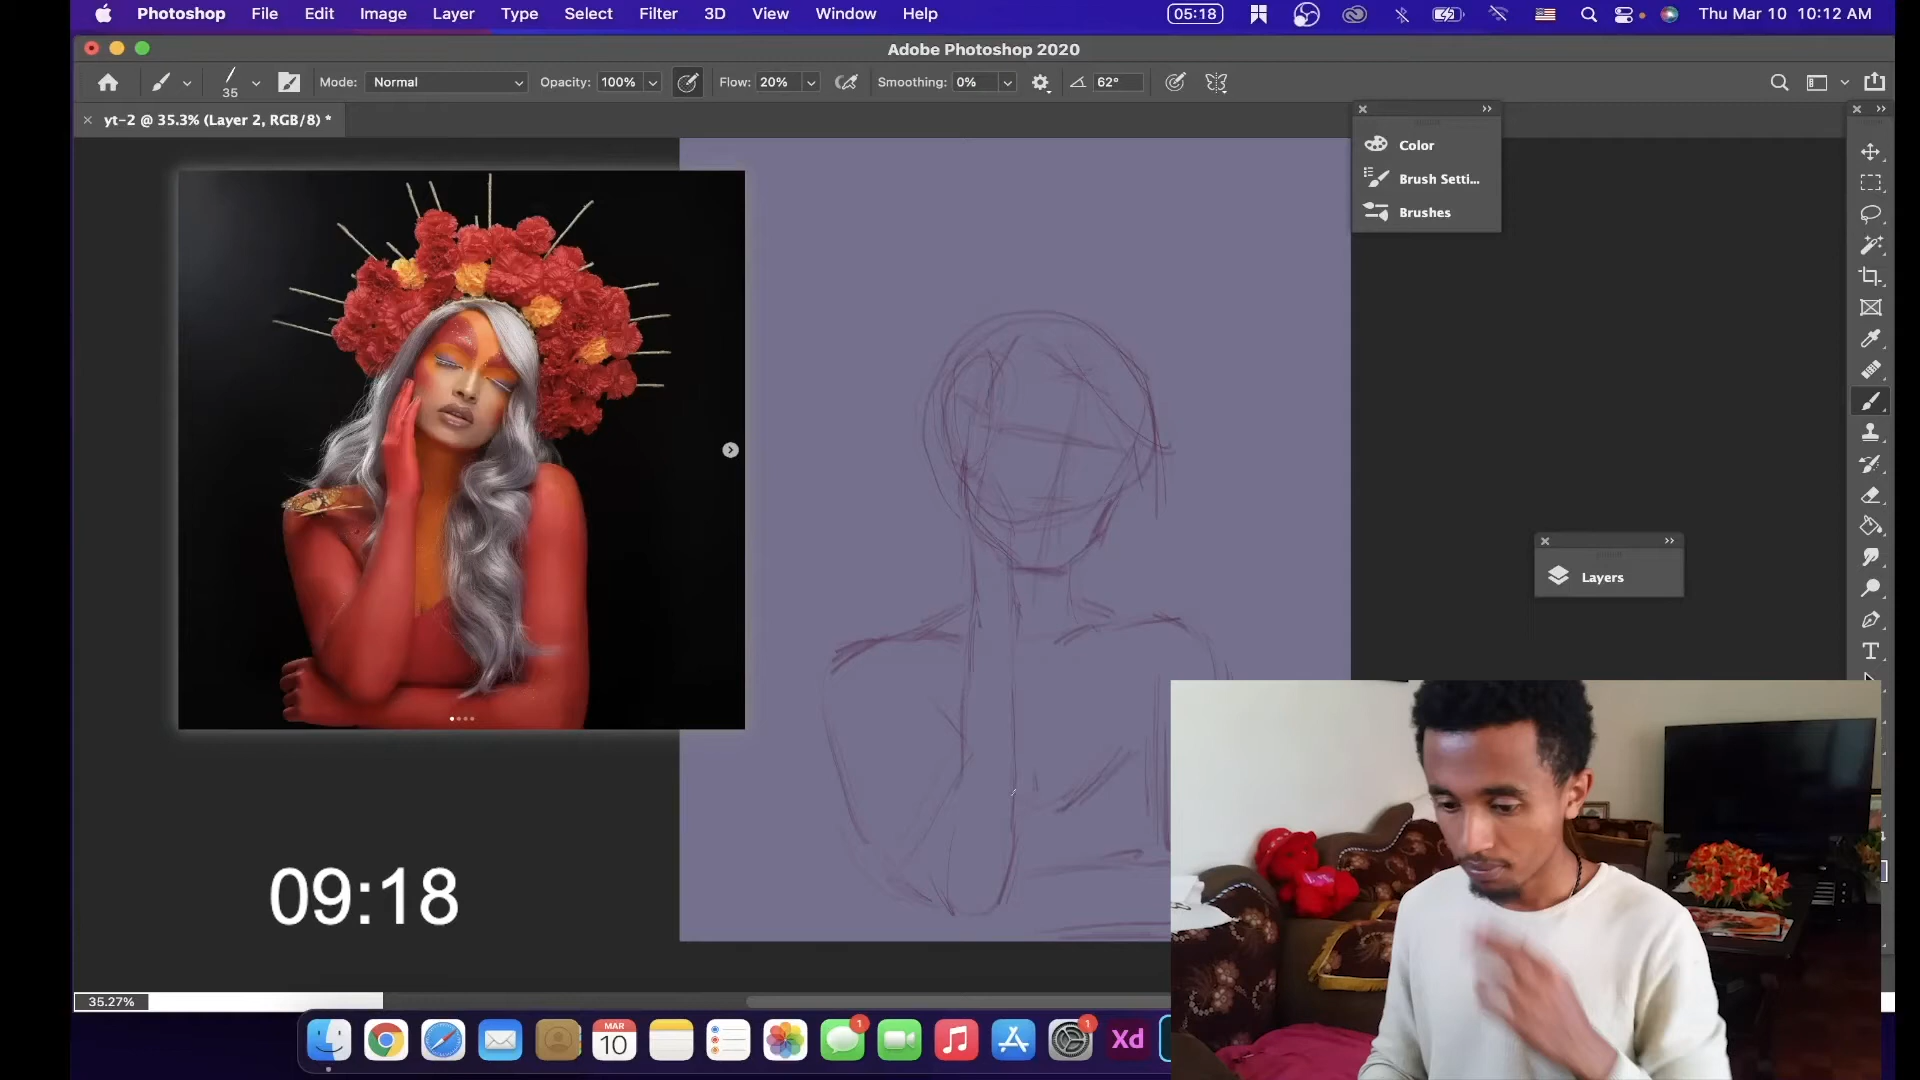 Photoshop File Edit Image Layer Type Select Filter 3D View Window Help 05:18 Thu Mar 10 10:12 AM
Adobe Photoshop 2020
35 Mode: Normal Opacity: 100% Flow: 20% Smoothing: 0% 62°
yt-2 @ 35.3% (Layer 2, RGB/8) *
Color
Brush Setti...
Brushes
Layers
09:18
35.27%
MAR
10
1
1
Xd